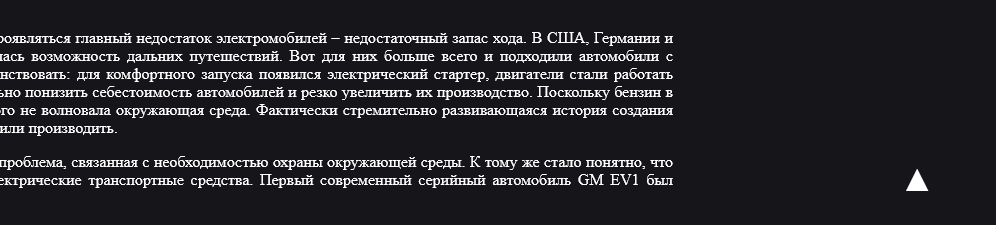 роявляться главный недостаток электромобилей – недостаточный запас хода. В США, Германии и
лась возможность дальних путешествий. Вот для них больше всего и подходили автомобили с
нствовать: для комфортного запуска появился электрический стартер, двигатели стали работать
ьно понизить себестоимость автомобилей и резко увеличить их производство. Поскольку бензин в
ого не волновала окружающая среда. Фактически стремительно развивающаяся история создания
или производить.
проблема, связанная с необходимостью охраны окружающей среды. К тому же стало понятно, что
ектрические транспортные средства. Первый современный серийный автомобиль GM EV1 был